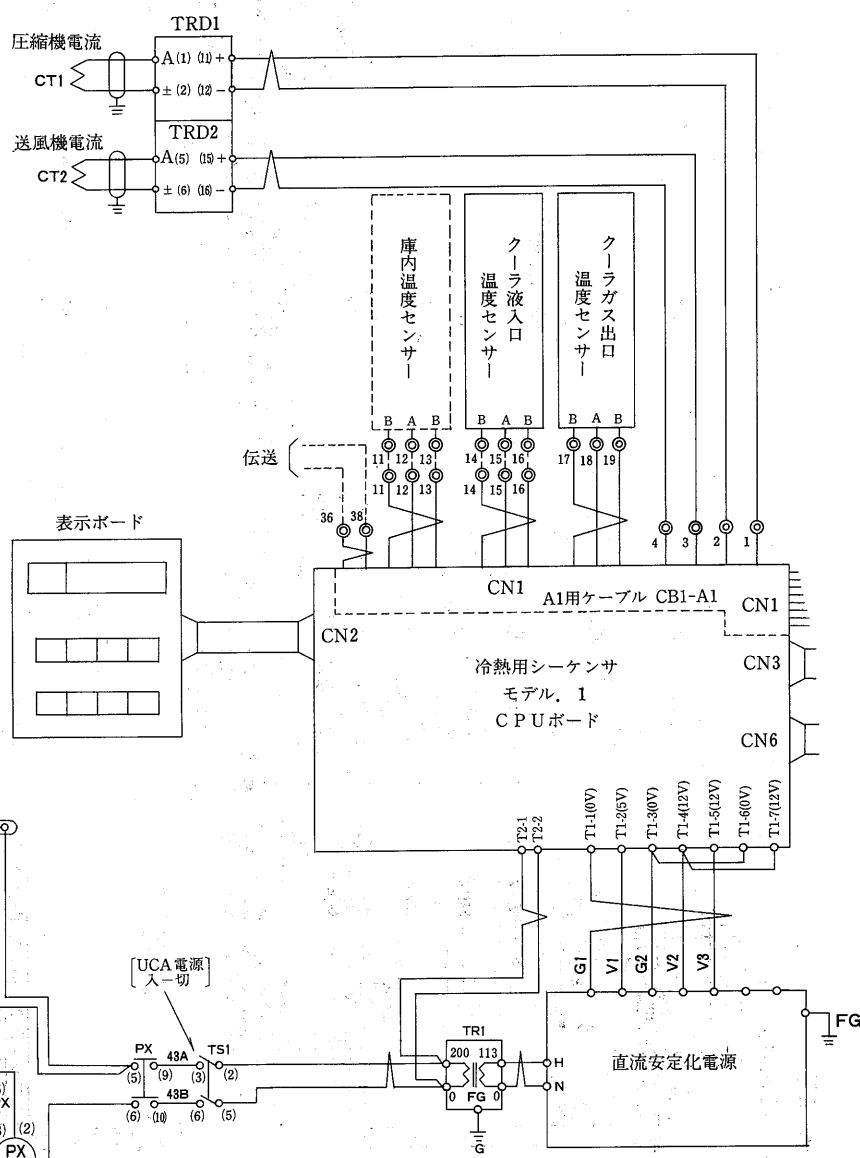 TRD1
圧縮機電流
A(1) (11)+
CT1
±(2) (12)-
TRD2
送風機電流
A(5) (15)+
CT2
±(6) (16)-
庫内温度センサー
クーラ液入口
温度センサー
クーラガス出口
温度センサー
B A B
B A B
B A B
伝送
11 12 13
14 15 16
17 18 19
11 12 13
14 15 16
36 38
4 3 2 1
表示ボード
CN1
A1用ケーブル CB1-A1
CN1
CN2
冷熱用シーケンサ
モデル. 1
CPUボード
CN3
CN6
T2-1
T2-2
T1-1(0V)
T1-2(5V)
T1-3(0V)
T1-4(12V)
T1-5(12V)
T1-6(0V)
T1-7(12V)
G1
V1
G2
V2
V3
[UCA電源]
入-切
FG
TR1
PX
43A
TS1
200 113
H
直流安定化電源
(5) (9) (3) (2)
N
43B
0 FG 0
(6) (10) (6) (5)
G
(2)
PX